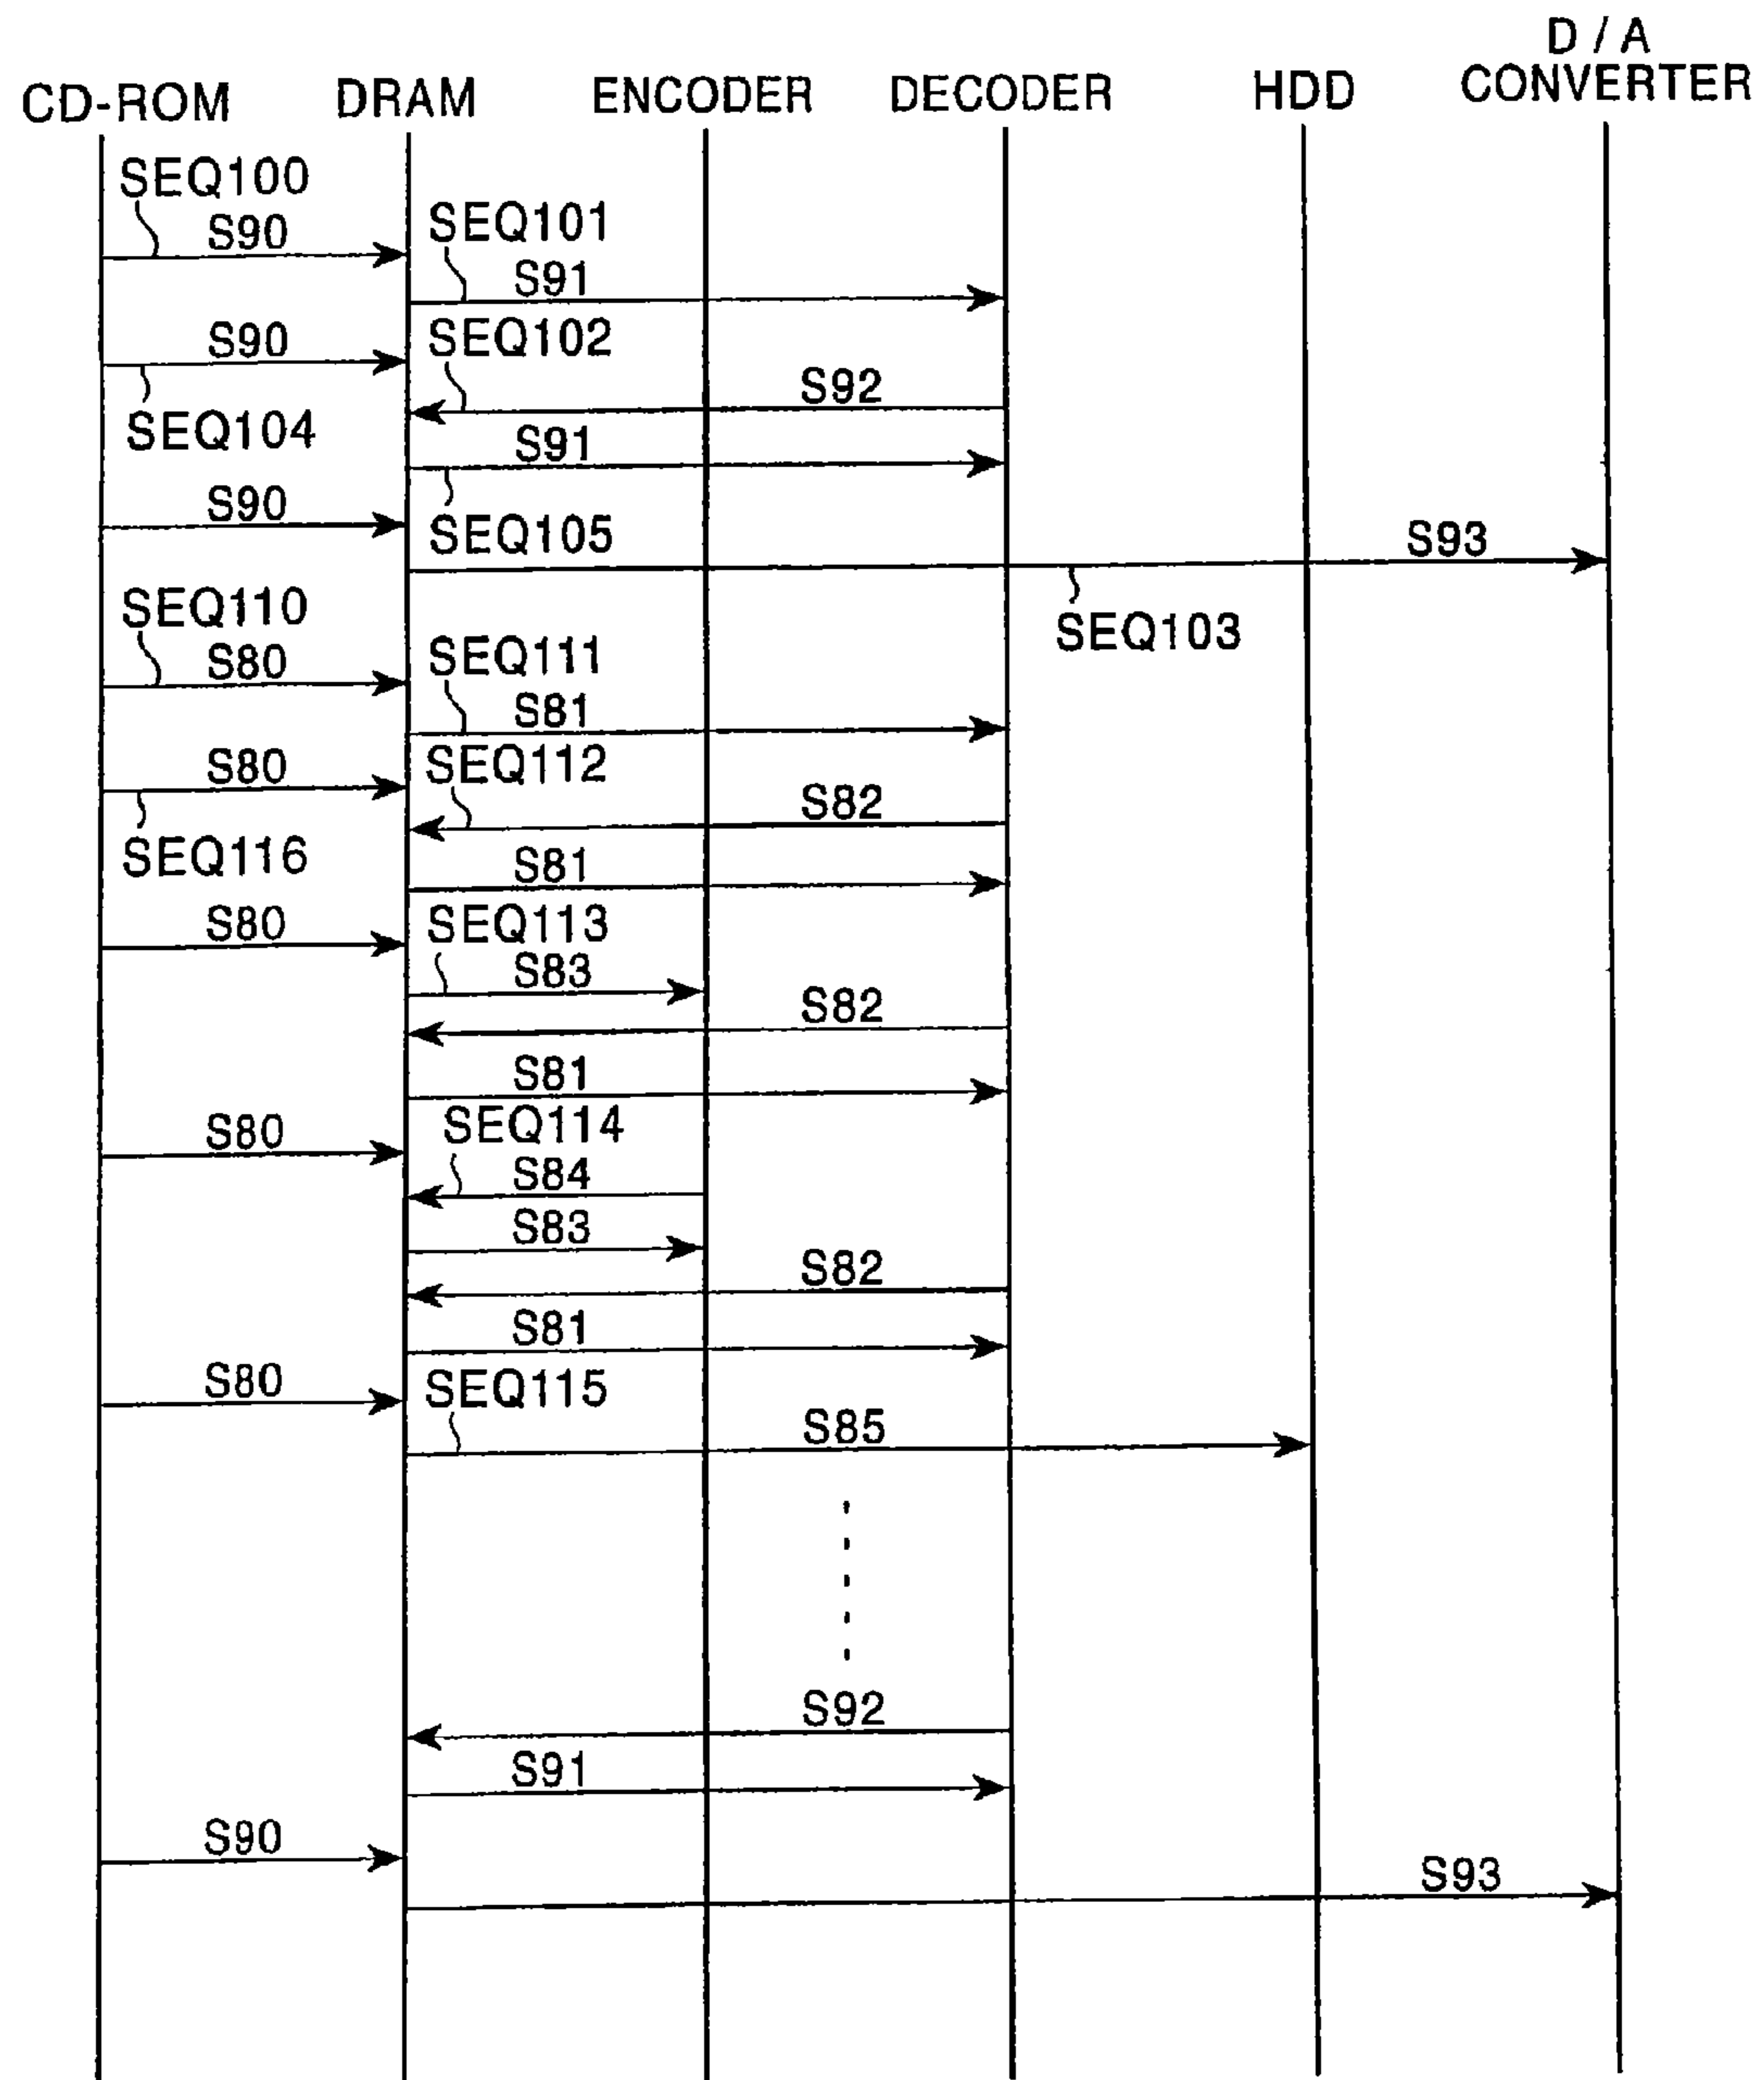 D / A
CD-ROM DRAM ENCODER DECODER HDD CONVERTER
SEQ100
S90
SEQ101
S91
S90
SEQ102
S92
SEQ104
S91
S90
SEQ105
S93
SEQ103
SEQ110
S80
SEQ111
S81
S80
SEQ112
S82
SEQ116
S81
S80
SEQ113
S83
S82
S81
S80
SEQ114
S84
S83
S82
S81
S80
SEQ115
S85
S92
S91
S90
S93